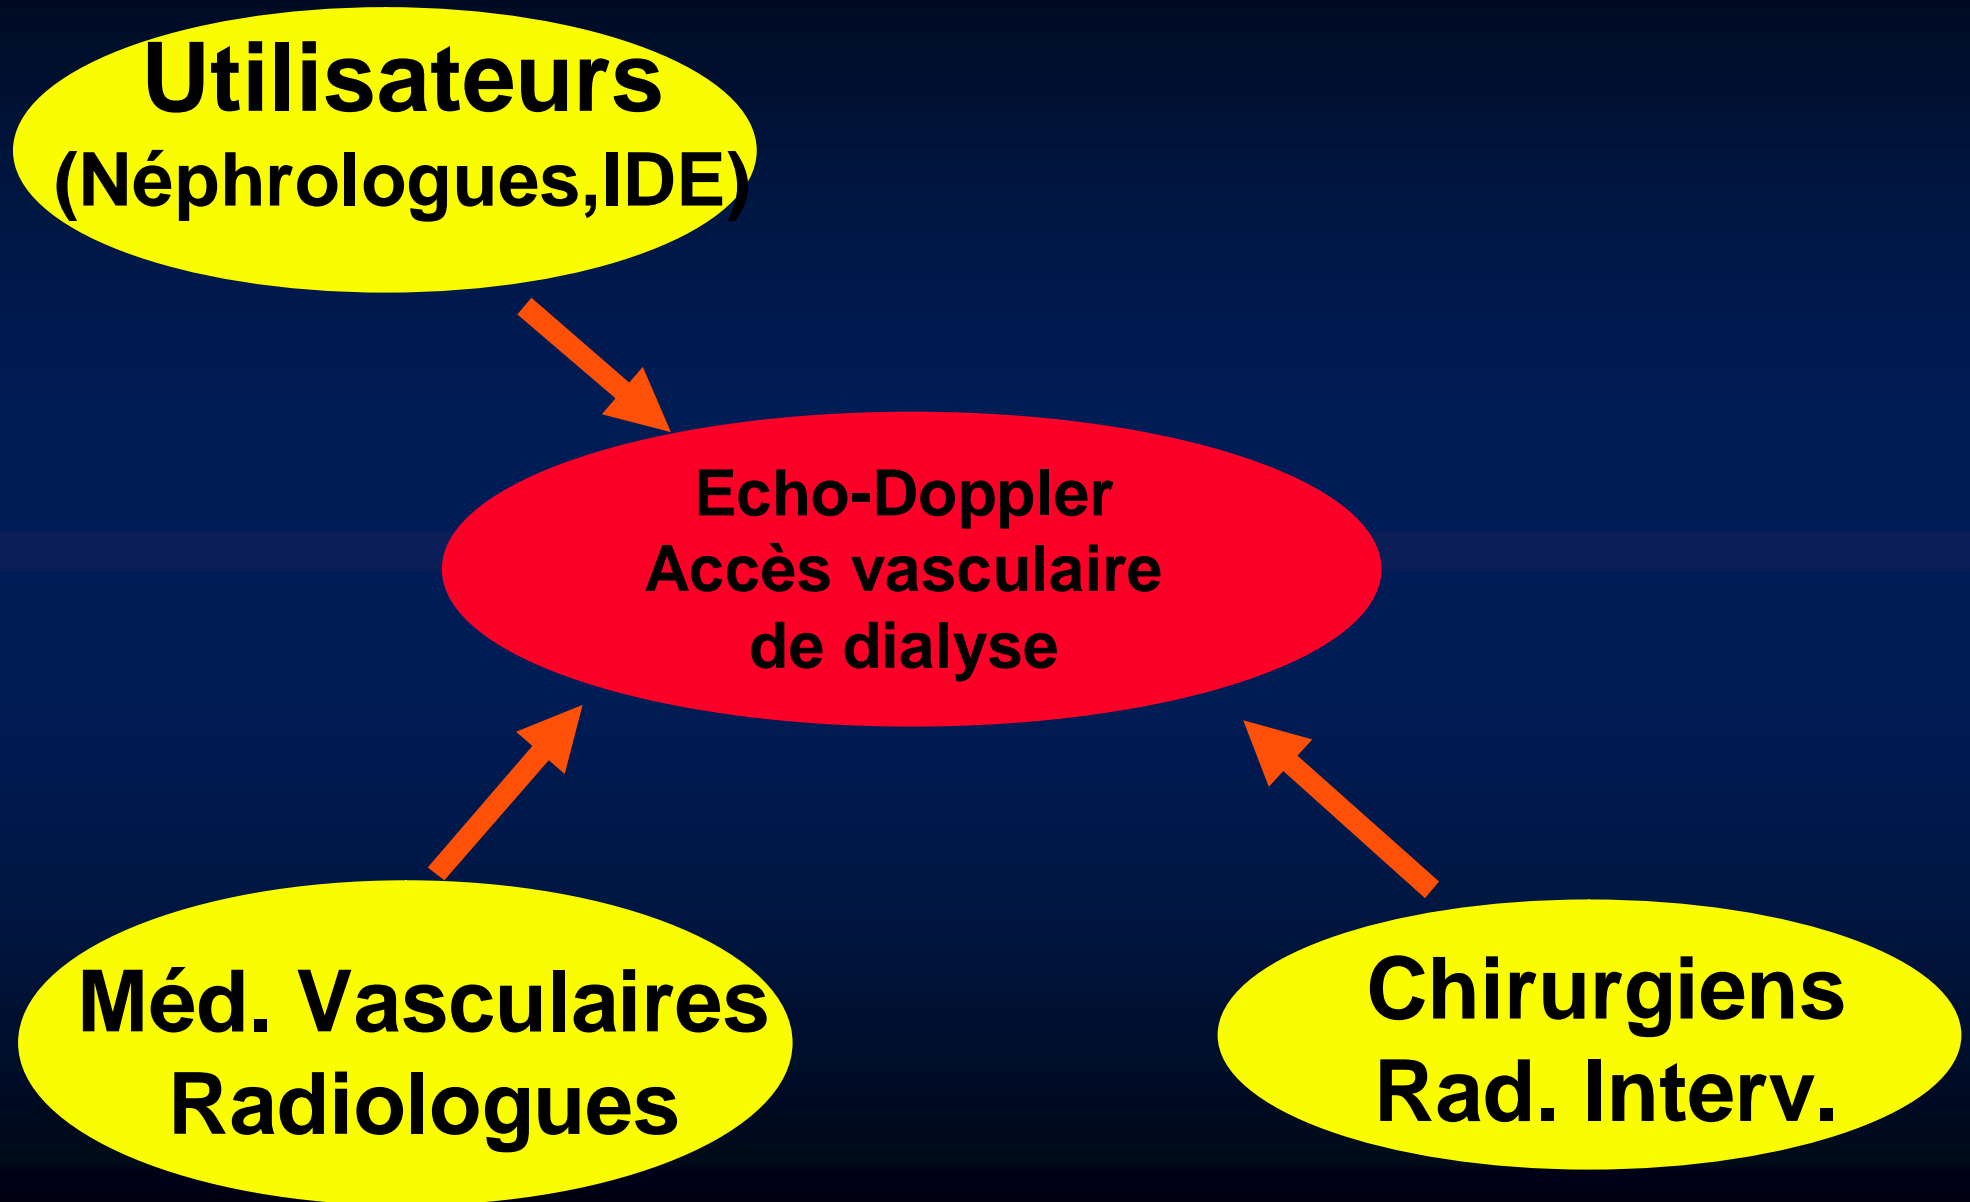 Utilisateurs
(Néphrologues,IDE)
Echo-Doppler
Accès vasculaire
de dialyse
Méd. Vasculaires
Radiologues
Chirurgiens
Rad. Interv.